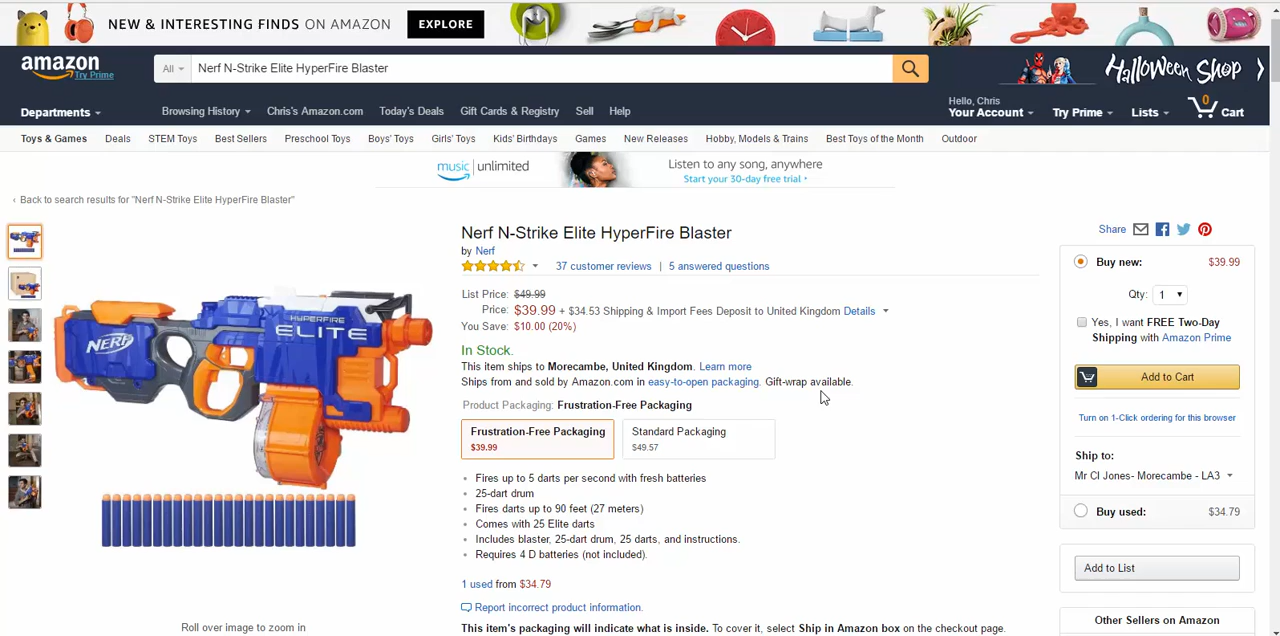 NEW & INTERESTING FINDS ON AMAZON EXPLORE
amazon
Try Prime
All
Nerf N-Strike Elite HyperFire Blaster
Halloween Shop
Departments
Browsing History
Chris's Amazon.com
Today's Deals
Gift Cards & Registry
Sell
Help
Hello, Chris
Your Account
Try Prime
Lists
0
Cart
Toys & Games
Deals
STEM Toys
Best Sellers
Preschool Toys
Boys' Toys
Girls' Toys
Kids' Birthdays
Games
New Releases
Hobby, Models & Trains
Best Toys of the Month
Outdoor
music unlimited
Listen to any song, anywhere
Start your 30-day free trial
‹ Back to search results for "Nerf N-Strike Elite HyperFire Blaster"
NERF
HYPERFIRE
ELITE
Roll over image to zoom in
Nerf N-Strike Elite HyperFire Blaster
by Nerf
37 customer reviews | 5 answered questions
List Price: $49.99
Price: $39.99 + $34.53 Shipping & Import Fees Deposit to United Kingdom Details
You Save: $10.00 (20%)
In Stock.
This item ships to Morecambe, United Kingdom. Learn more
Ships from and sold by Amazon.com in easy-to-open packaging. Gift-wrap available.
Product Packaging: Frustration-Free Packaging
Frustration-Free Packaging
$39.99
Standard Packaging
$49.57
• Fires up to 5 darts per second with fresh batteries
• 25-dart drum
• Fires darts up to 90 feet (27 meters)
• Comes with 25 Elite darts
• Includes blaster, 25-dart drum, 25 darts, and instructions.
• Requires 4 D batteries (not included).
1 used from $34.79
Report incorrect product information.
This item's packaging will indicate what is inside. To cover it, select Ship in Amazon box on the checkout page.
Share
Buy new: $39.99
Qty: 1
Yes, I want FREE Two-Day
Shipping with Amazon Prime
Add to Cart
Turn on 1-Click ordering for this browser
Ship to:
Mr CI Jones- Morecambe - LA3
Buy used: $34.79
Add to List
Other Sellers on Amazon